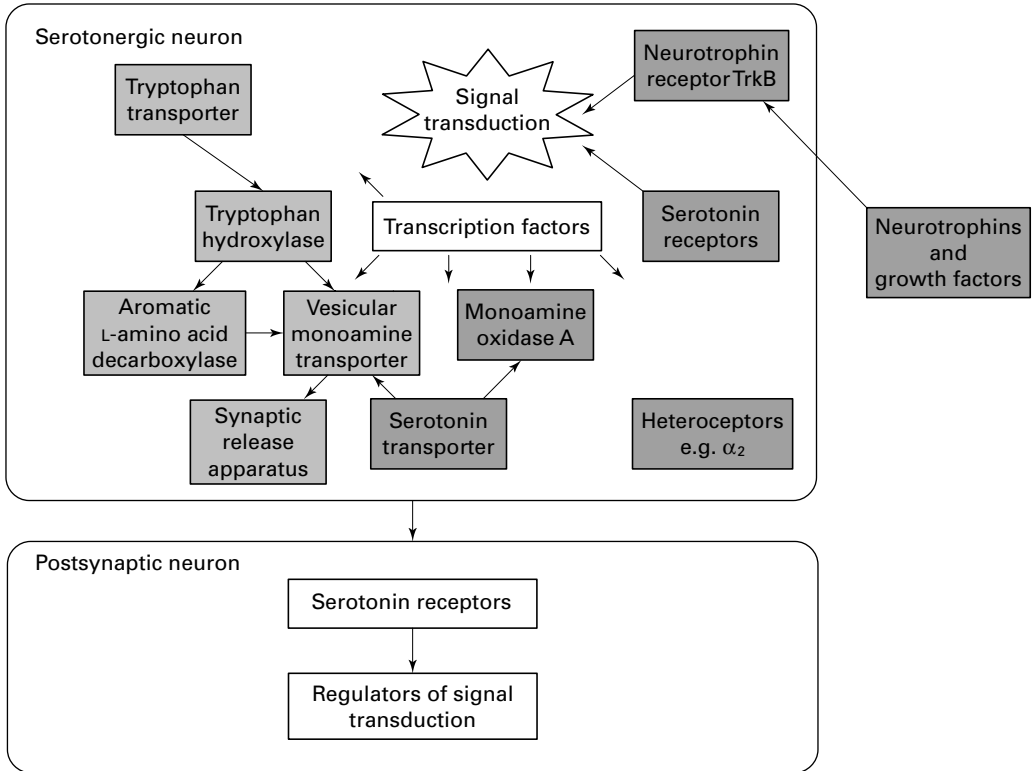 Serotonergic neuron
Tryptophan
transporter
Signal
transduction
Neurotrophin
receptor TrkB
Tryptophan
hydroxylase
Transcription factors
Serotonin
receptors
Neurotrophins
and
growth factors
Aromatic
L-amino acid
decarboxylase
Vesicular
monoamine
transporter
Monoamine
oxidase A
Synaptic
release
apparatus
Serotonin
transporter
Heteroceptors
e.g. α₂
Postsynaptic neuron
Serotonin receptors
Regulators of signal
transduction